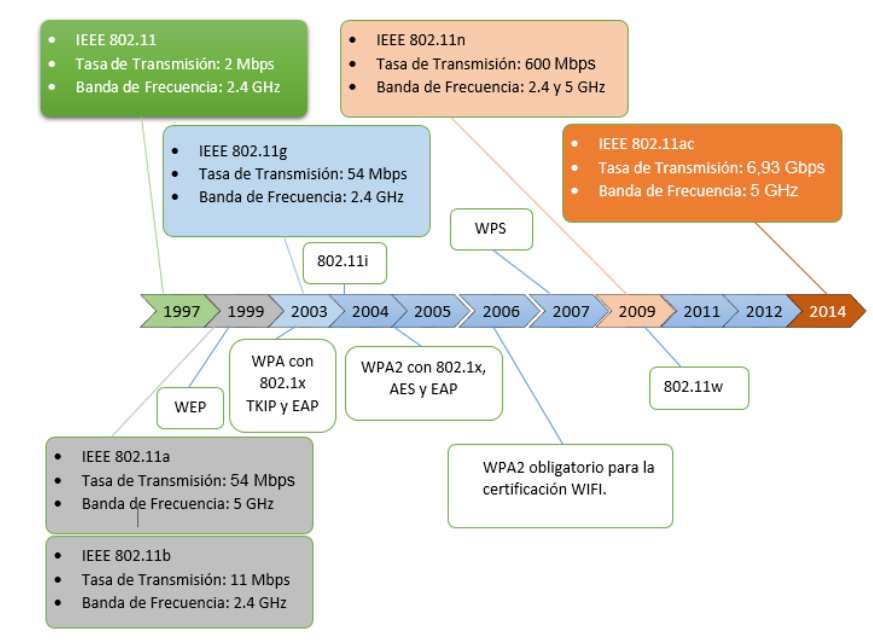 • IEEE 802.11
• Tasa de Transmisión: 2 Mbps
• Banda de Frecuencia: 2.4 GHz
• IEEE 802.11n
• Tasa de Transmisión: 600 Mbps
• Banda de Frecuencia: 2.4 y 5 GHz
• IEEE 802.11g
• Tasa de Transmisión: 54 Mbps
• Banda de Frecuencia: 2.4 GHz
• IEEE 802.11ac
• Tasa de Transmisión: 6,93 Gbps
• Banda de Frecuencia: 5 GHz
WPS
802.11i
1997 1999 2003 2004 2005 2006 2007 2009 2011 2012 2014
WEP
WPA con
802.1x
TKIP y EAP
WPA2 con 802.1x,
AES y EAP
802.11w
WPA2 obligatorio para la
certificación WIFI.
• IEEE 802.11a
• Tasa de Transmisión: 54 Mbps
• Banda de Frecuencia: 5 GHz
• IEEE 802.11b
• Tasa de Transmisión: 11 Mbps
• Banda de Frecuencia: 2.4 GHz